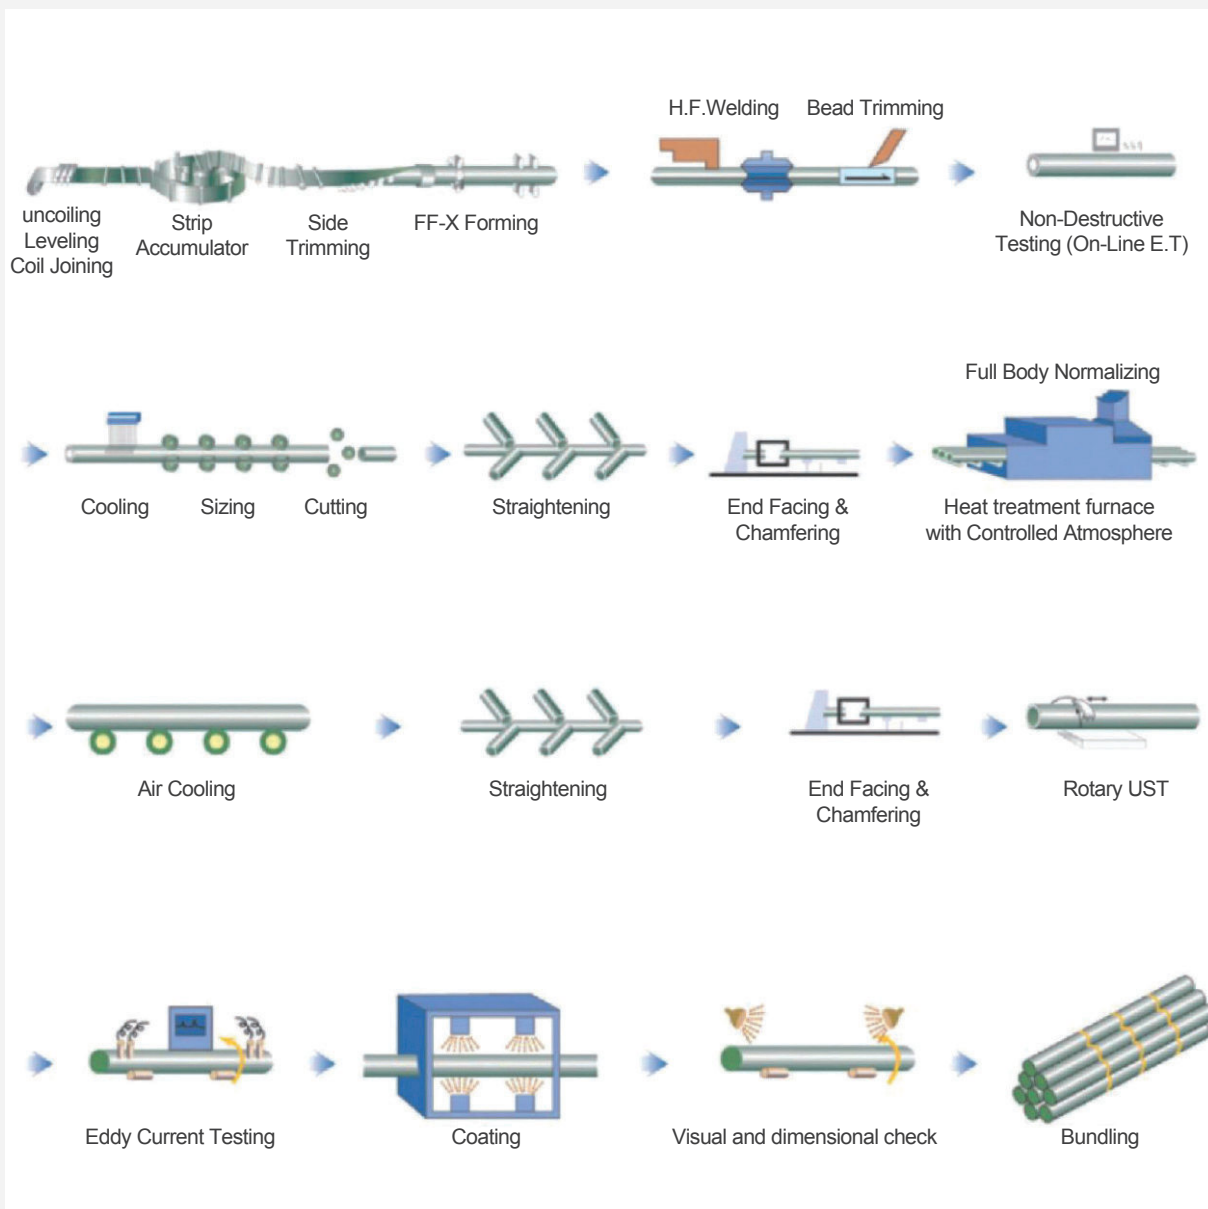 H.F.Welding
Bead Trimming
uncoiling
Leveling
Coil Joining
Strip
Accumulator
Side
Trimming
FF-X Forming
Non-Destructive
Testing (On-Line E.T)
Full Body Normalizing
Cooling
Sizing
Cutting
Straightening
End Facing &
Chamfering
Heat treatment furnace
with Controlled Atmosphere
Air Cooling
Straightening
End Facing &
Chamfering
Rotary UST
Eddy Current Testing
Coating
Visual and dimensional check
Bundling